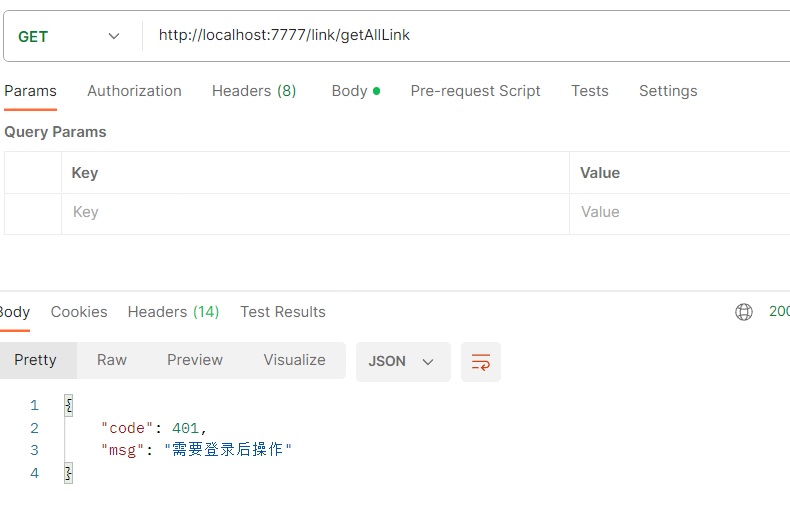 GET http://localhost:7777/link/getAllLink
Params Authorization Headers (8) Body Pre-request Script Tests Settings
Query Params
Key Value
Key Value
Body Cookies Headers (14) Test Results 200
Pretty Raw Preview Visualize JSON
1 {
2 "code": 401,
3 "msg": "需要登录后操作"
4 }